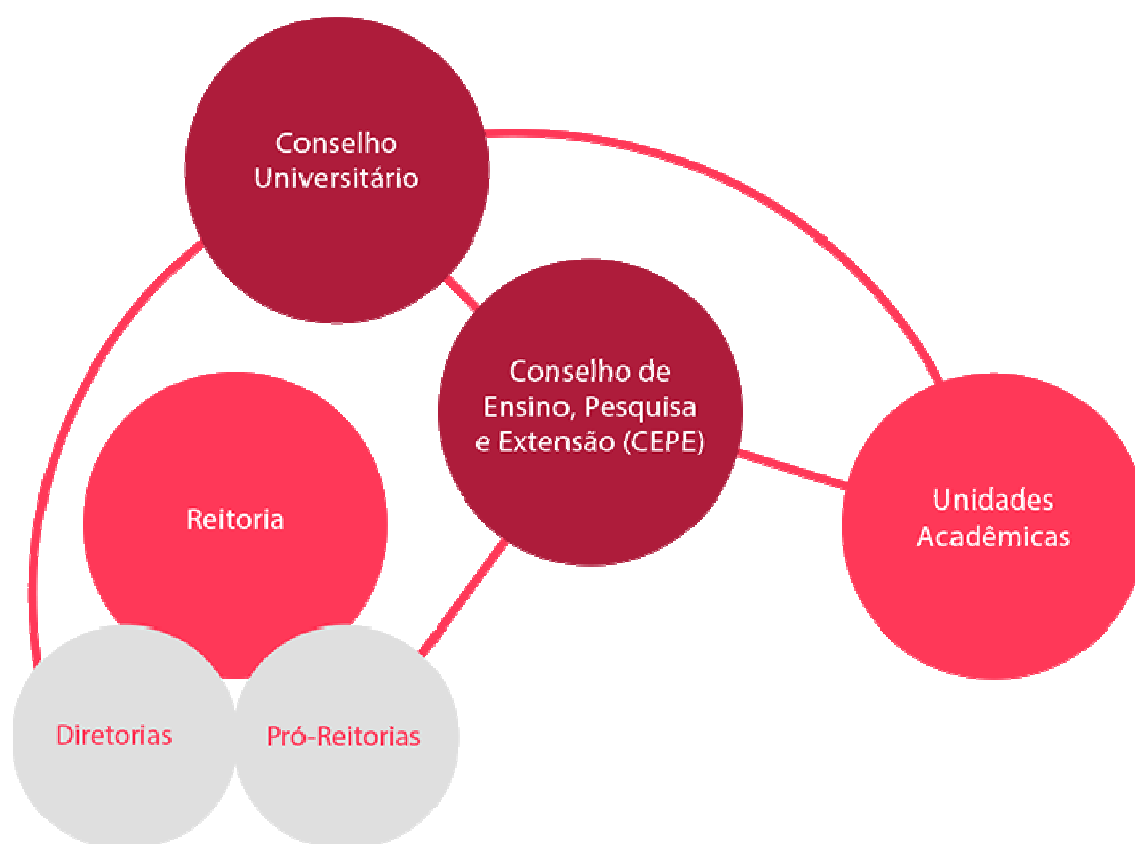 Conselho
Universitário
Conselho de
Ensino, Pesquisa
e Extensão (CEPE)
Reitoria
Unidades
Acadêmicas
Diretorias
Pró-Reitorias